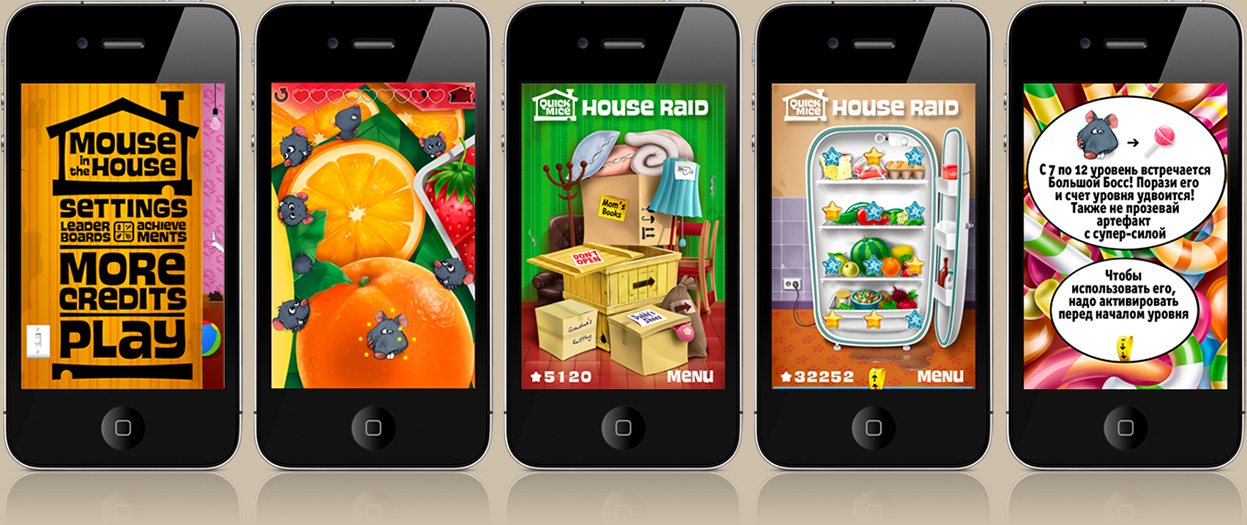 Mouse
in
the House
SETTINGS
LEADER
BOARDS
ACHIEVE
MENTS
MORE
CREDITS
PLAY
QUICK
MICE
HOUSE RAID
Mom's
Books
DON'T
OPEN
Grandma's
Knitting
Daddy's
Shoes
5120
MENU
QUICK
MICE
HOUSE RAID
32252
MENU
С 7 по 12 уровень встречается
Большой Босс! Порази его
и счет уровня удвоится!
Также не прозевай
артефакт
с супер-силой
Чтобы
использовать его,
надо активировать
перед началом уровня